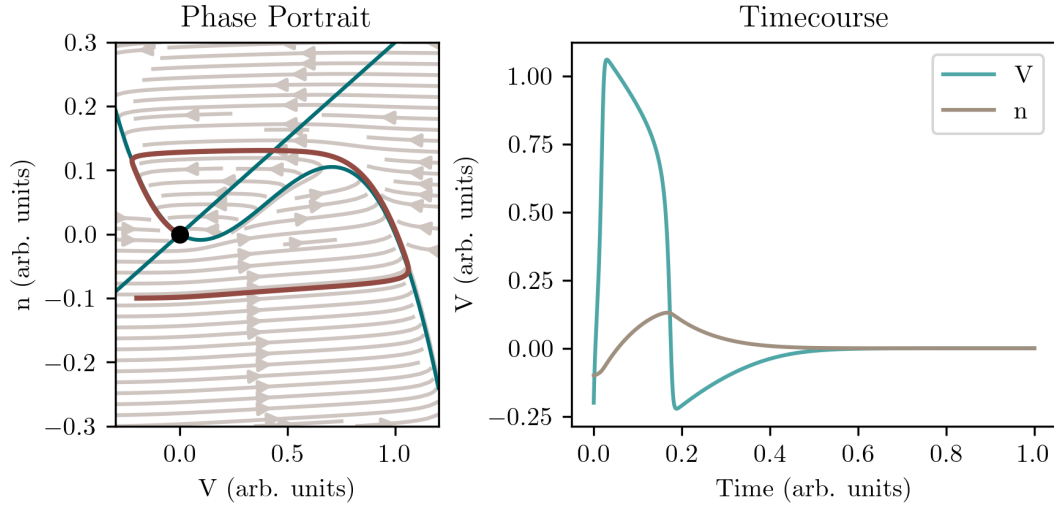 Phase Portrait
n (arb. units)
0.3
0.2
0.1
0.0
−0.1
−0.2
−0.3
0.0 0.5 1.0
V (arb. units)
Timecourse
V (arb. units)
1.00
0.75
0.50
0.25
0.00
−0.25
V
n
0.0 0.2 0.4 0.6 0.8 1.0
Time (arb. units)